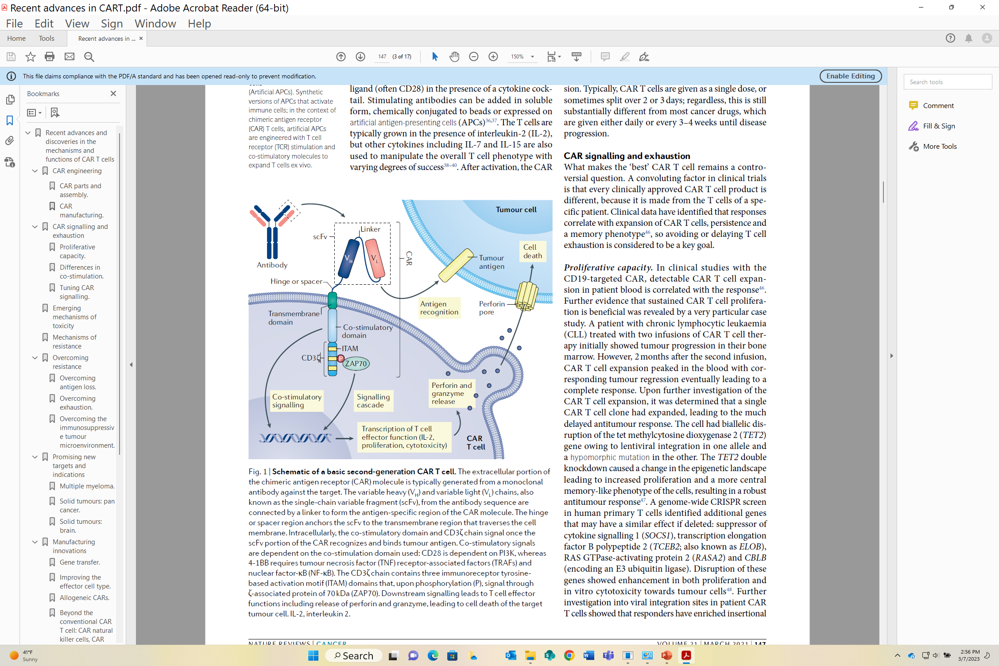 Recent advances in CART.pdf - Adobe Acrobat Reader (64-bit)
File Edit View Sign Window Help
Home Tools Recent advances in ...
147 (3 of 17) 150%
This file claims compliance with the PDF/A standard and has been opened read-only to prevent modification.
Enable Editing
Bookmarks
Recent advances and
discoveries in the
mechanisms and
functions of CAR T cells
CAR engineering
CAR parts and
assembly.
CAR
manufacturing.
CAR signalling and
exhaustion
Proliferative
capacity.
Differences in
co-stimulation.
Tuning CAR
signalling.
Emerging
mechanisms of
toxicity
Mechanisms of
resistance
Overcoming
resistance
Overcoming
antigen loss.
Overcoming
exhaustion.
Overcoming the
immunosuppressiv
e tumour
microenvironment.
Promising new
targets and
indications
Multiple myeloma.
Solid tumours: pan
cancer.
Solid tumours:
brain.
Manufacturing
innovations
Gene transfer.
Improving the
effector cell type.
Allogeneic CARs.
Beyond the
conventional CAR
T cell: CAR natural
killer cells, CAR
(Artificial APCs). Synthetic
versions of APCs that activate
immune cells; in the context of
chimeric antigen receptor
(CAR) T cells, artificial APCs
are engineered with T cell
receptor (TCR) stimulation and
co-stimulatory molecules to
expand T cells ex vivo.
ligand (often CD28) in the presence of a cytokine cock-
tail. Stimulating antibodies can be added in soluble
form, chemically conjugated to beads or expressed on
artificial antigen-presenting cells (APCs)36,37. The T cells are
typically grown in the presence of interleukin-2 (IL-2),
but other cytokines including IL-7 and IL-15 are also
used to manipulate the overall T cell phenotype with
varying degrees of success38–40. After activation, the CAR
Antibody
scFv
Linker
VH
VL
CAR
Hinge or spacer
Transmembrane
domain
Co-stimulatory
domain
ITAM
CD3ζ
P
ZAP70
Co-stimulatory
signalling
Signalling
cascade
Transcription of T cell
effector function (IL-2,
proliferation, cytotoxicity)
Perforin and
granzyme
release
CAR
T cell
Antigen
recognition
Perforin
pore
Tumour
antigen
Cell
death
Tumour cell
Fig. 1 | Schematic of a basic second-generation CAR T cell. The extracellular portion of
the chimeric antigen receptor (CAR) molecule is typically generated from a monoclonal
antibody against the target. The variable heavy (VH) and variable light (VL) chains, also
known as the single-chain variable fragment (scFv), from the antibody sequence are
connected by a linker to form the antigen-specific region of the CAR molecule. The hinge
or spacer region anchors the scFv to the transmembrane region that traverses the cell
membrane. Intracellularly, the co-stimulatory domain and CD3ζ chain signal once the
scFv portion of the CAR recognizes and binds tumour antigen. Co-stimulatory signals
are dependent on the co-stimulation domain used: CD28 is dependent on PI3K, whereas
4-1BB requires tumour necrosis factor (TNF) receptor-associated factors (TRAFs) and
nuclear factor-κB (NF-κB). The CD3ζ chain contains three immunoreceptor tyrosine-
based activation motif (ITAM) domains that, upon phosphorylation (P), signal through
ζ-associated protein of 70 kDa (ZAP70). Downstream signalling leads to T cell effector
functions including release of perforin and granzyme, leading to cell death of the target
tumour cell. IL-2, interleukin 2.
sion. Typically, CAR T cells are given as a single dose, or
sometimes split over 2 or 3 days; regardless, this is still
substantially different from most cancer drugs, which
are given either daily or every 3–4 weeks until disease
progression.
CAR signalling and exhaustion
What makes the ‘best’ CAR T cell remains a contro-
versial question. A convoluting factor in clinical trials
is that every clinically approved CAR T cell product is
different, because it is made from the T cells of a spe-
cific patient. Clinical data have identified that responses
correlate with expansion of CAR T cells, persistence and
a memory phenotype46, so avoiding or delaying T cell
exhaustion is considered to be a key goal.
Proliferative capacity. In clinical studies with the
CD19-targeted CAR, detectable CAR T cell expan-
sion in patient blood is correlated with the response46.
Further evidence that sustained CAR T cell prolifera-
tion is beneficial was revealed by a very particular case
study. A patient with chronic lymphocytic leukaemia
(CLL) treated with two infusions of CAR T cell ther-
apy initially showed tumour progression in their bone
marrow. However, 2 months after the second infusion,
CAR T cell expansion peaked in the blood with cor-
responding tumour regression eventually leading to a
complete response. Upon further investigation of the
CAR T cell expansion, it was determined that a single
CAR T cell clone had expanded, leading to the much
delayed antitumour response. The cell had biallelic dis-
ruption of the tet methylcytosine dioxygenase 2 (TET2)
gene owing to lentiviral integration in one allele and
a hypomorphic mutation in the other. The TET2 double
knockdown caused a change in the epigenetic landscape
leading to increased proliferation and a more central
memory-like phenotype of the cells, resulting in a robust
antitumour response47. A genome-wide CRISPR screen
in human primary T cells identified additional genes
that may have a similar effect if deleted: suppressor of
cytokine signalling 1 (SOCS1), transcription elongation
factor B polypeptide 2 (TCEB2; also known as ELOB),
RAS GTPase-activating protein 2 (RASA2) and CBLB
(encoding an E3 ubiquitin ligase). Disruption of these
genes showed enhancement in both proliferation and
in vitro cytotoxicity towards tumour cells48. Further
investigation into viral integration sites in patient CAR
T cells showed that responders have enriched insertional
NATURE REVIEWS | CANCER
VOLUME 21 | MARCH 2021 | 147
Search tools
Comment
Fill & Sign
More Tools
41°F
Sunny
Search
2:56 PM
3/7/2023